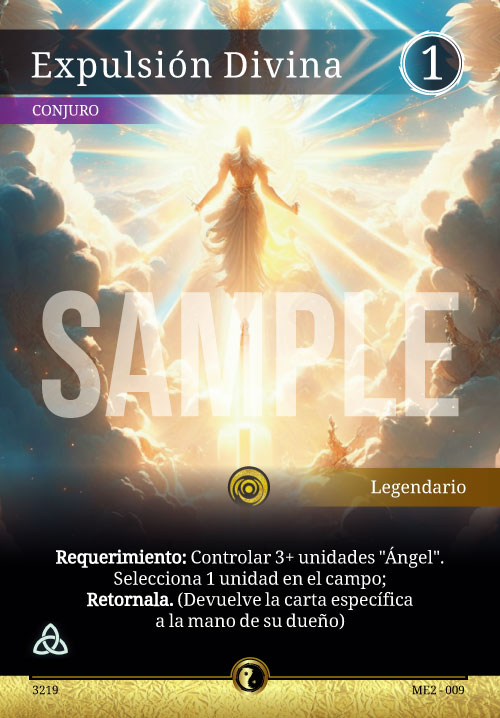 Expulsión Divina
1
CONJURO
SAMPLE
Legendario
Requerimiento: Controlar 3+ unidades "Ángel".
Selecciona 1 unidad en el campo;
Retornala. (Devuelve la carta específica
a la mano de su dueño)
3219
ME2 - 009